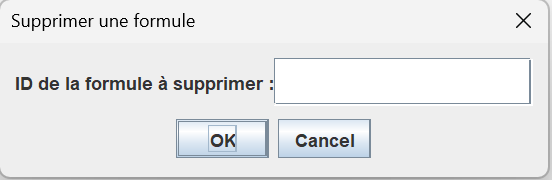 Supprimer une formule
ID de la formule à supprimer :
OK Cancel